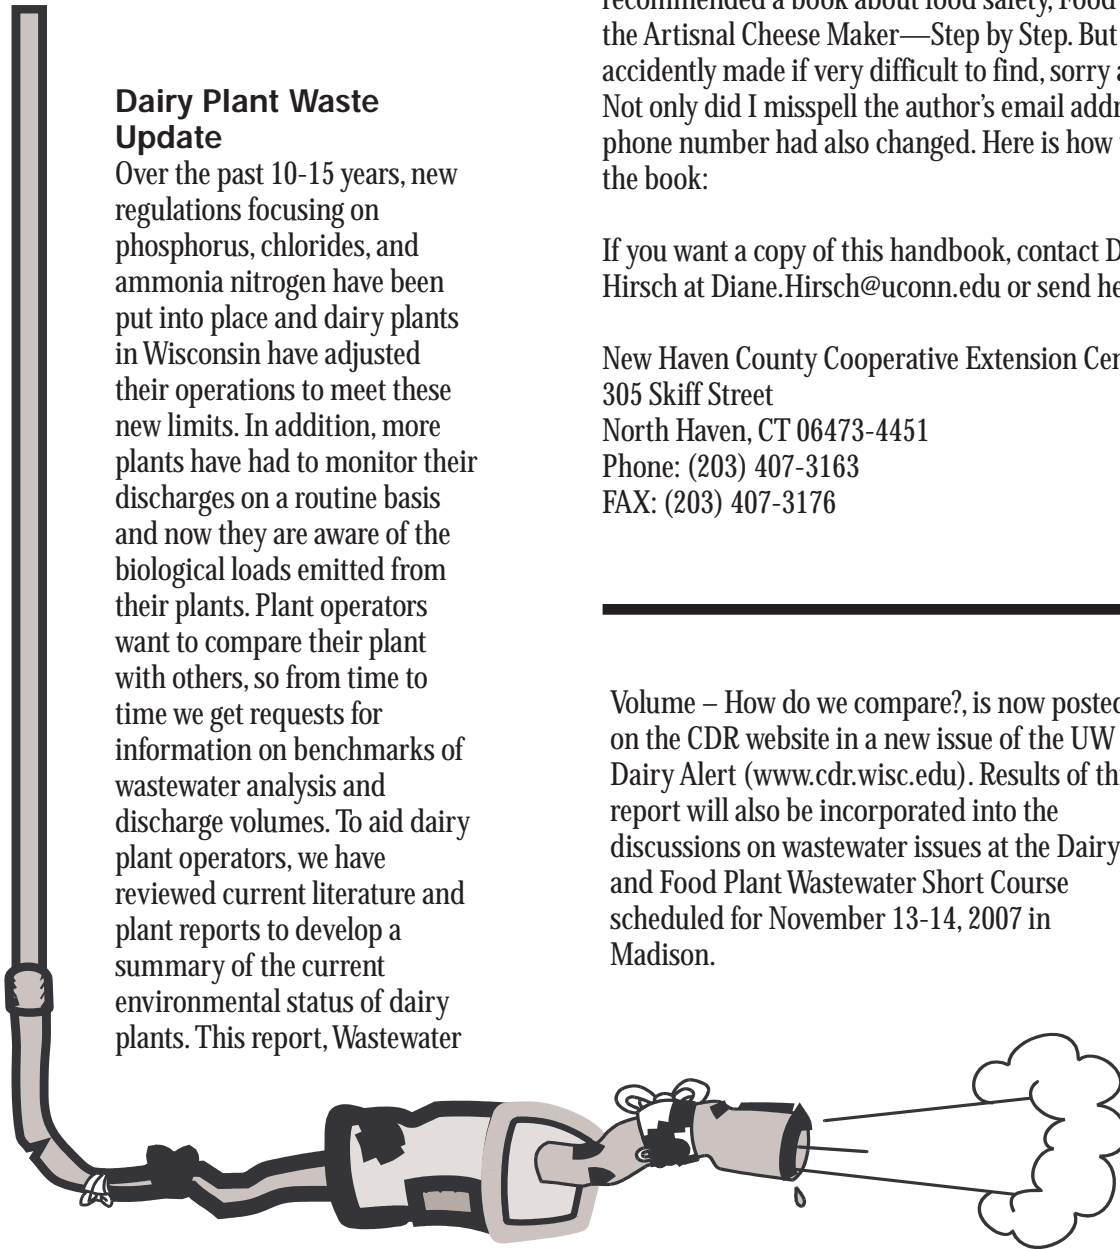 Dairy Plant Waste
Update
Over the past 10-15 years, new
regulations focusing on
phosphorus, chlorides, and
ammonia nitrogen have been
put into place and dairy plants
in Wisconsin have adjusted
their operations to meet these
new limits. In addition, more
plants have had to monitor their
discharges on a routine basis
and now they are aware of the
biological loads emitted from
their plants. Plant operators
want to compare their plant
with others, so from time to
time we get requests for
information on benchmarks of
wastewater analysis and
discharge volumes. To aid dairy
plant operators, we have
reviewed current literature and
plant reports to develop a
summary of the current
environmental status of dairy
plants. This report, Wastewater
recommended a book about food safety, Food
the Artisnal Cheese Maker—Step by Step. But
accidently made if very difficult to find, sorry
Not only did I misspell the author's email
phone number had also changed. Here is how
the book:
If you want a copy of this handbook, contact
Hirsch at Diane.Hirsch@uconn.edu or send
New Haven County Cooperative Extension
305 Skiff Street
North Haven, CT 06473-4451
Phone: (203) 407-3163
FAX: (203) 407-3176
Volume – How do we compare?, is now posted
on the CDR website in a new issue of the UW
Dairy Alert (www.cdr.wisc.edu). Results of
report will also be incorporated into the
discussions on wastewater issues at the Dairy
and Food Plant Wastewater Short Course
scheduled for November 13-14, 2007 in
Madison.